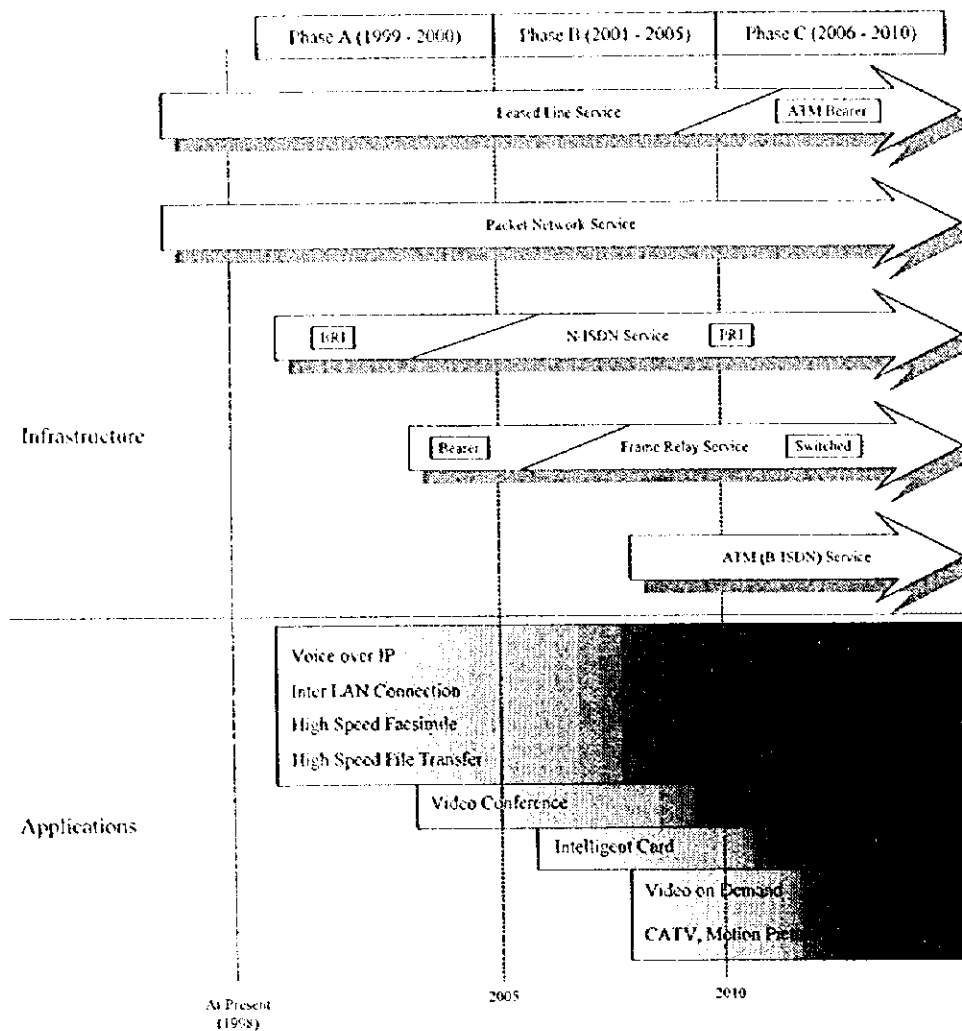 Phase A (1999 - 2000)
Phase B (2001 - 2005)
Phase C (2006 - 2010)
Leased Line Service
ATM Bearer
Packet Network Service
BRI
N-ISDN Service
PRI
Infrastructure
Bearer
Frame Relay Service
Switched
ATM (B-ISDN) Service
Voice over IP
Inter LAN Connection
High Speed Facsimile
High Speed File Transfer
Video Conference
Applications
Intelligent Card
Video on Demand
CATV, Motion
At Present
(1998)
2005
2010